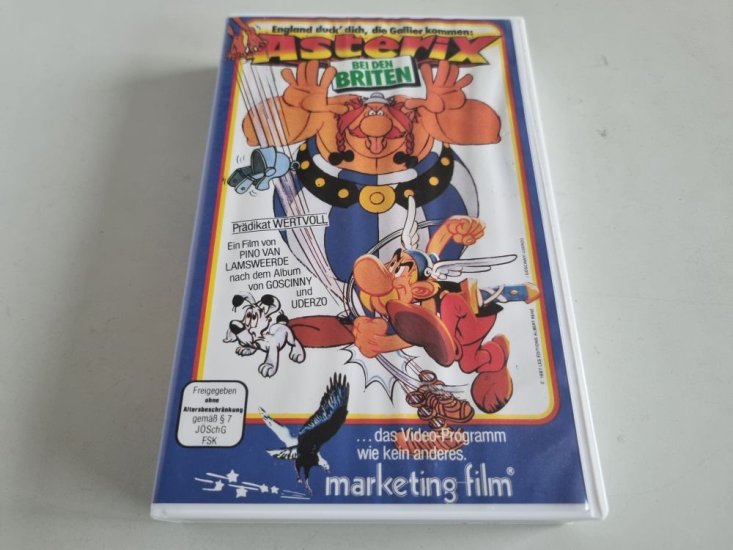 England duck' dich, die Gallier kommen:
Asterix
BEI DEN
BRITEN
Prädikat WERTVOLL
Ein Film von
PINO VAN
LAMSWEERDE
nach dem Album
von GOSCINNY
und
UDERZO
Freigegeben
ohne
Altersbeschränkung
gemäß § 7
JÖSchG
FSK
...das Video-Programm
wie kein anderes.
marketing film®